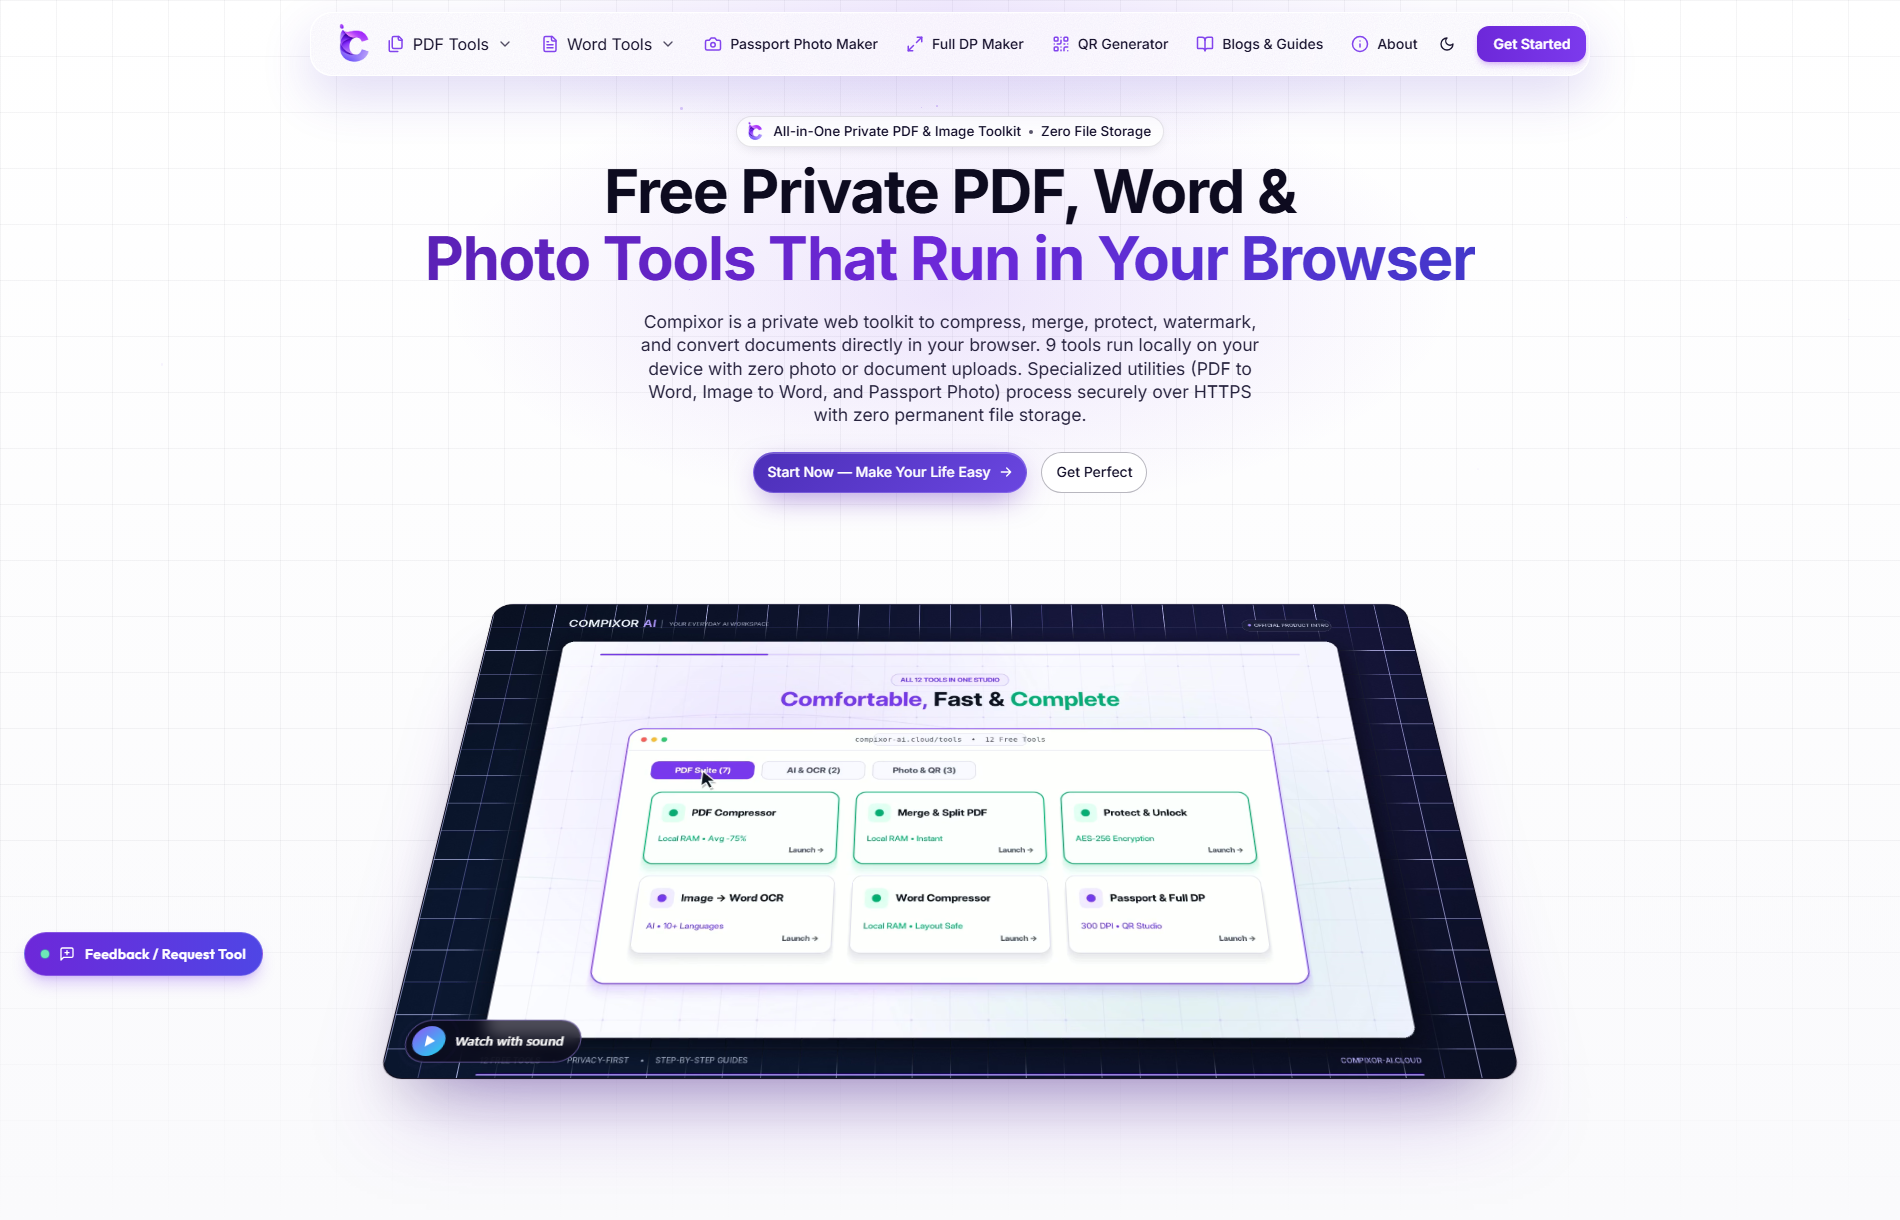 PDF Tools
Word Tools
Passport Photo Maker
Full DP Maker
QR Generator
Blogs & Guides
About
Get Started
All-in-One Private PDF & Image Toolkit • Zero File Storage
Free Private PDF, Word &
Photo Tools That Run in Your Browser
Compixor is a private web toolkit to compress, merge, protect, watermark,
and convert documents directly in your browser. 9 tools run locally on your
device with zero photo or document uploads. Specialized utilities (PDF to
Word, Image to Word, and Passport Photo) process securely over HTTPS
with zero permanent file storage.
Start Now — Make Your Life Easy →
Get Perfect
COMPIXOR AI | YOUR EVERYDAY AI WORKSPACE
• OFFICIAL PRODUCT INTRO
ALL 12 TOOLS IN ONE STUDIO
Comfortable, Fast & Complete
compixor-ai.cloud/tools • 12 Free Tools
PDF Suite (7)
AI & OCR (2)
Photo & QR (3)
PDF Compressor
Local RAM • Avg -75%
Launch →
Merge & Split PDF
Local RAM • Instant
Launch →
Protect & Unlock
AES-256 Encryption
Launch →
Image → Word OCR
AI • 10+ Languages
Launch →
Word Compressor
Local RAM • Layout Safe
Launch →
Passport & Full DP
300 DPI • QR Studio
Launch →
Feedback / Request Tool
Watch with sound
PRIVACY-FIRST • STEP-BY-STEP GUIDES
COMPIXOR-AI.CLOUD